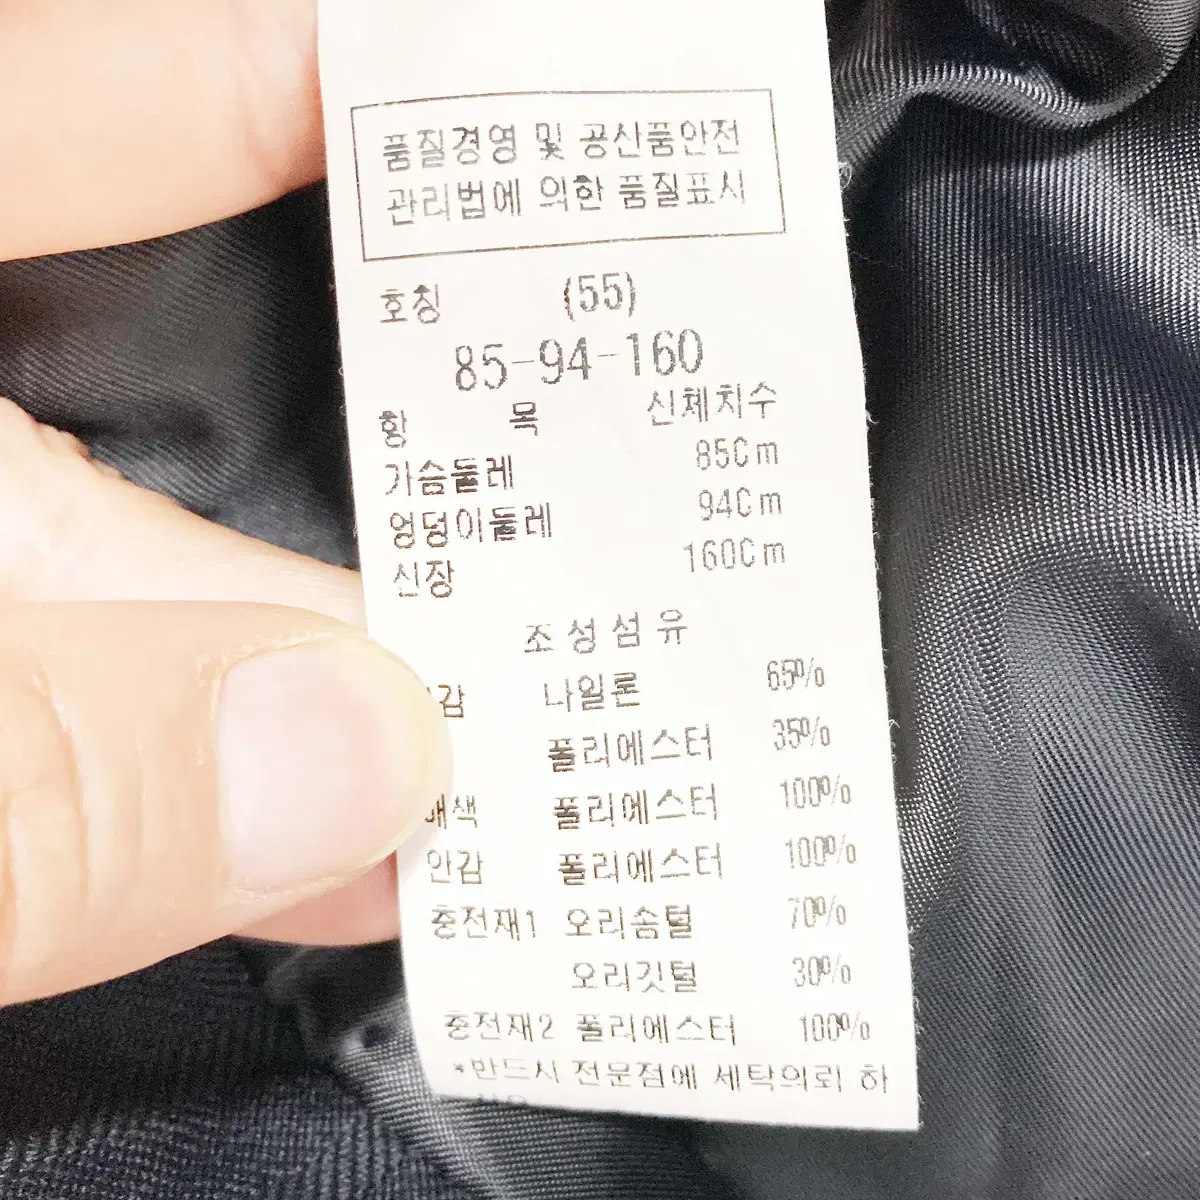 품질경영 및 공산품안전
관리법에 의한 품질표시
호칭 (55)
85-94-160
항 목 신체치수
가슴둘레 85Cm
엉덩이둘레 94Cm
신장 160Cm
조성섬유
감 나일론 65%
폴리에스터 35%
배색 폴리에스터 100%
안감 폴리에스터 100%
충전재1 오리솜털 70%
오리깃털 30%
충전재2 폴리에스터 100%
*반드시 전문점에 세탁의뢰 하